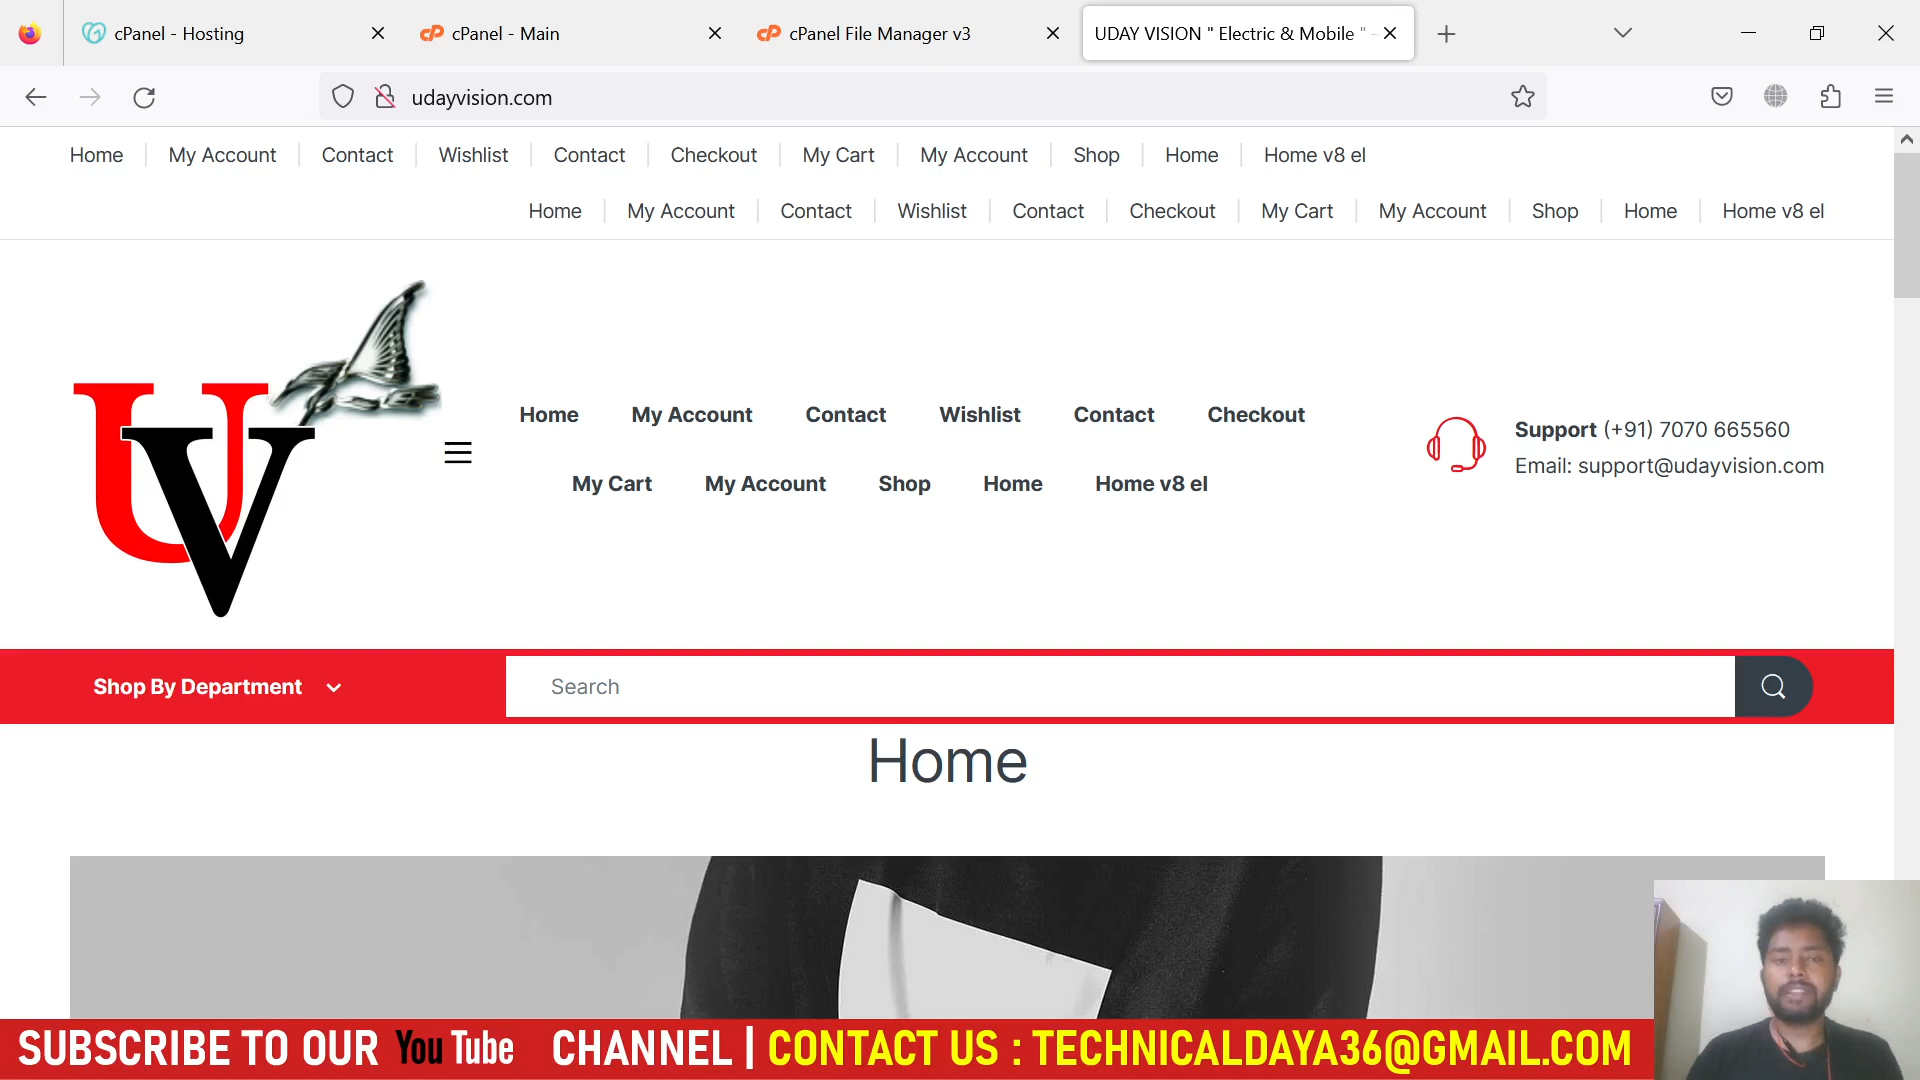 cPanel - Hosting
cPanel - Main
cPanel File Manager v3
UDAY VISION " Electric & Mobile " -
udayvision.com
Home My Account Contact Wishlist Contact Checkout My Cart My Account Shop Home Home v8 el
Home My Account Contact Wishlist Contact Checkout My Cart My Account Shop Home Home v8 el
UV
Home My Account Contact Wishlist Contact Checkout
My Cart My Account Shop Home Home v8 el
Support (+91) 7070 665560
Email: support@udayvision.com
Shop By Department
Search
Home
SUBSCRIBE TO OUR YouTube CHANNEL | CONTACT US : TECHNICALDAYA36@GMAIL.COM